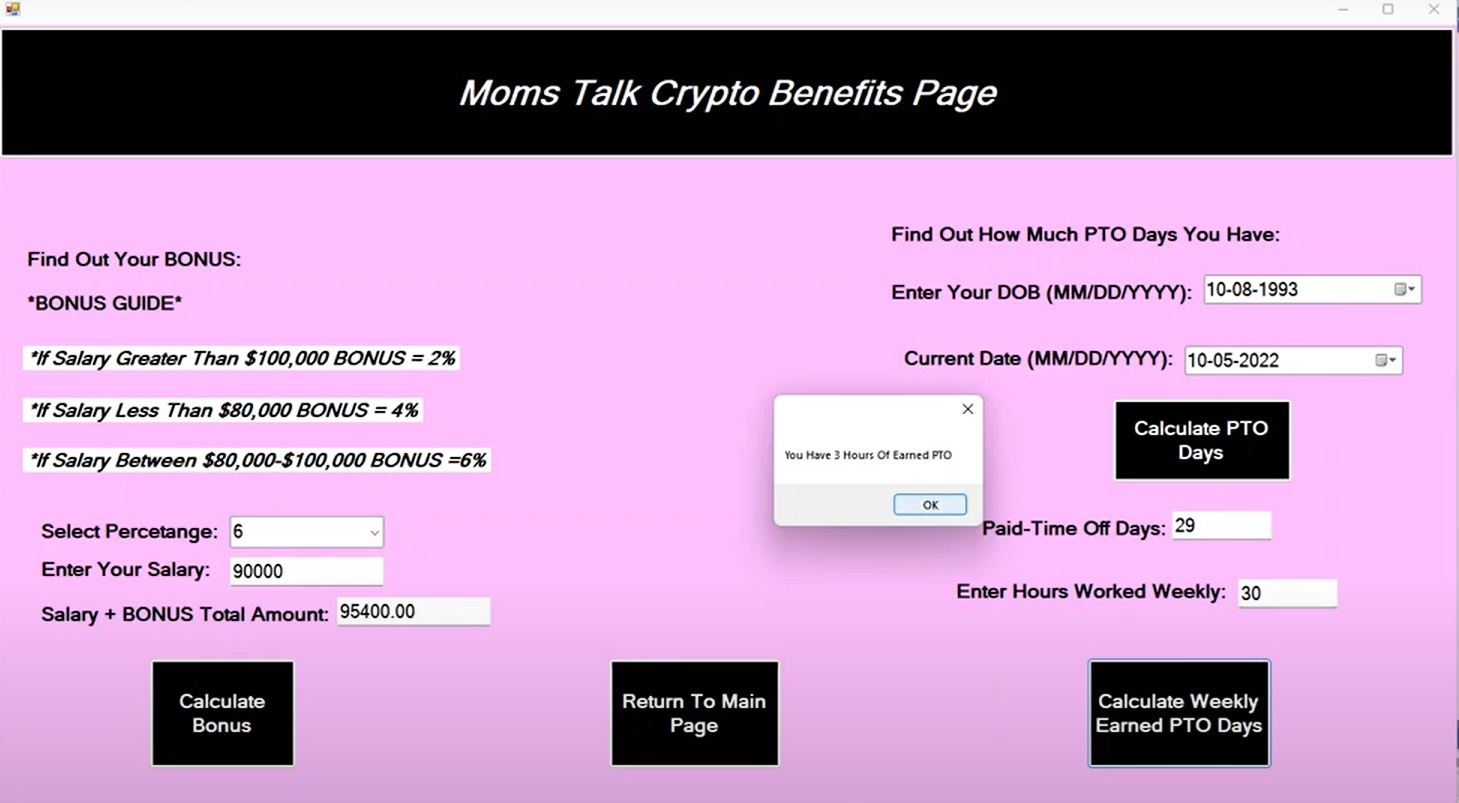 Moms Talk Crypto Benefits Page
Find Out Your BONUS:
*BONUS GUIDE*
*If Salary Greater Than $100,000 BONUS = 2%
*If Salary Less Than $80,000 BONUS = 4%
*If Salary Between $80,000-$100,000 BONUS =6%
Select Percetange: 6
Enter Your Salary: 90000
Salary + BONUS Total Amount: 95400.00
Calculate
Bonus
Return To Main
Page
You Have 3 Hours Of Earned PTO
OK
Find Out How Much PTO Days You Have:
Enter Your DOB (MM/DD/YYYY): 10-08-1993
Current Date (MM/DD/YYYY): 10-05-2022
Calculate PTO
Days
Paid-Time Off Days: 29
Enter Hours Worked Weekly: 30
Calculate Weekly
Earned PTO Days